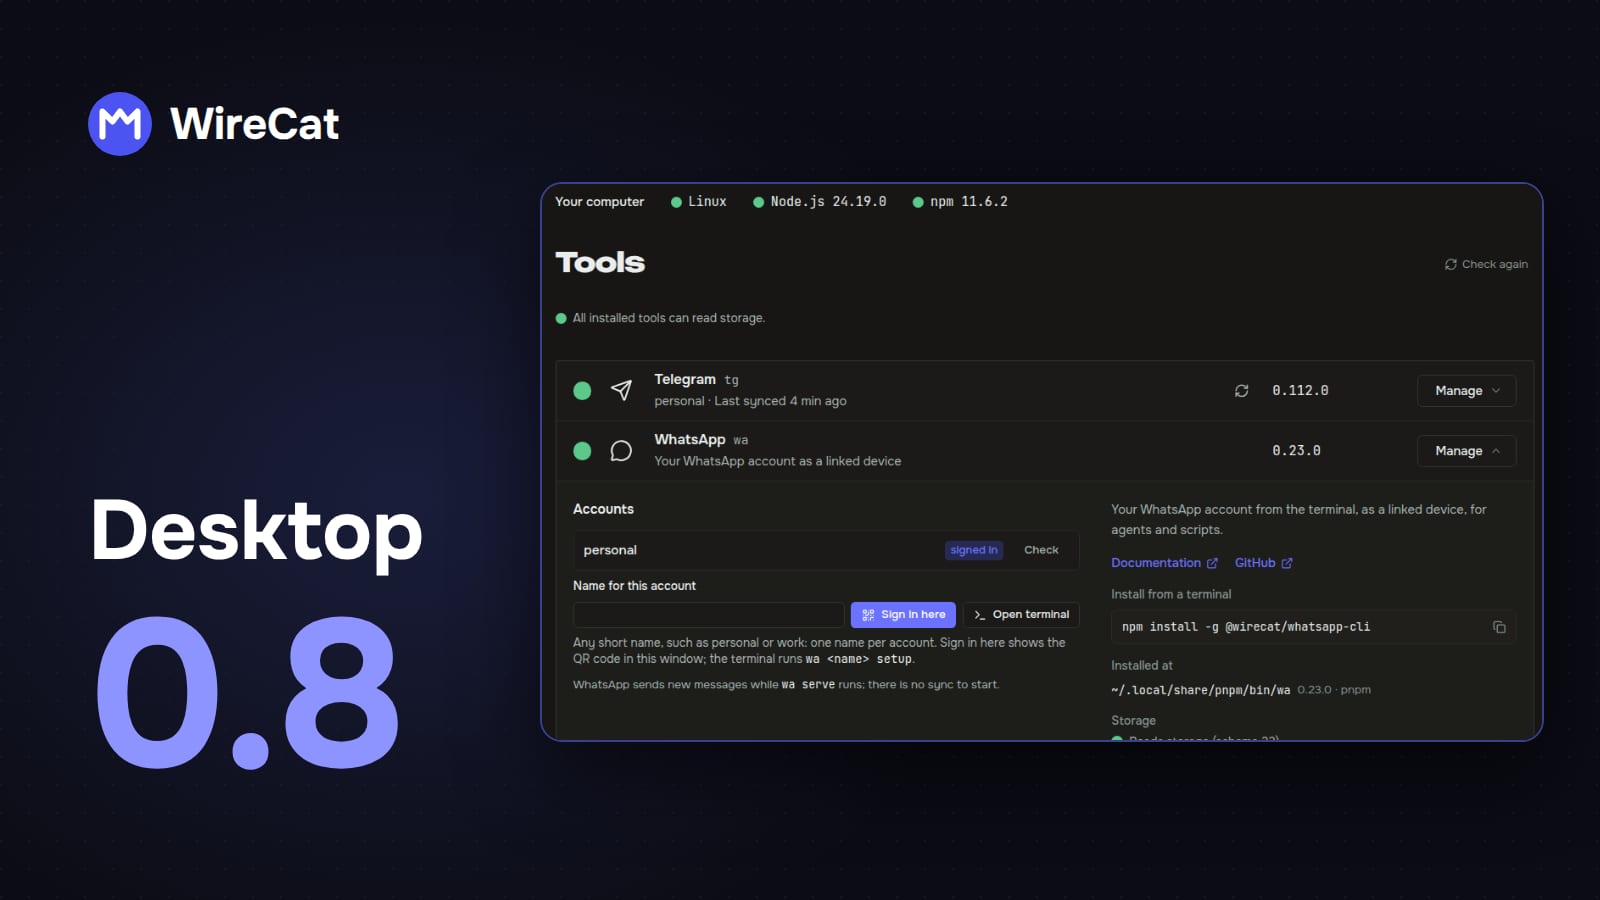 WireCat
Desktop
0.8
Your computer Linux Node.js 24.19.0 npm 11.6.2
Tools
Check again
All installed tools can read storage.
Telegram tg
personal · Last synced 4 min ago
0.112.0
Manage
WhatsApp wa
Your WhatsApp account as a linked device
0.23.0
Manage
Accounts
personal signed in Check
Name for this account
Sign in here Open terminal
Any short name, such as personal or work: one name per account. Sign in here shows the
QR code in this window; the terminal runs wa <name> setup.
WhatsApp sends new messages while wa serve runs; there is no sync to start.
Your WhatsApp account from the terminal, as a linked device, for
agents and scripts.
Documentation GitHub
Install from a terminal
npm install -g @wirecat/whatsapp-cli
Installed at
~/.local/share/pnpm/bin/wa 0.23.0 · pnpm
Storage